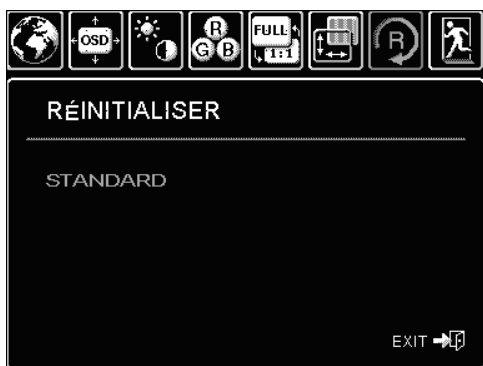 OSD R G B FULL 1:1 R
RÉINITIALISER
STANDARD
EXIT